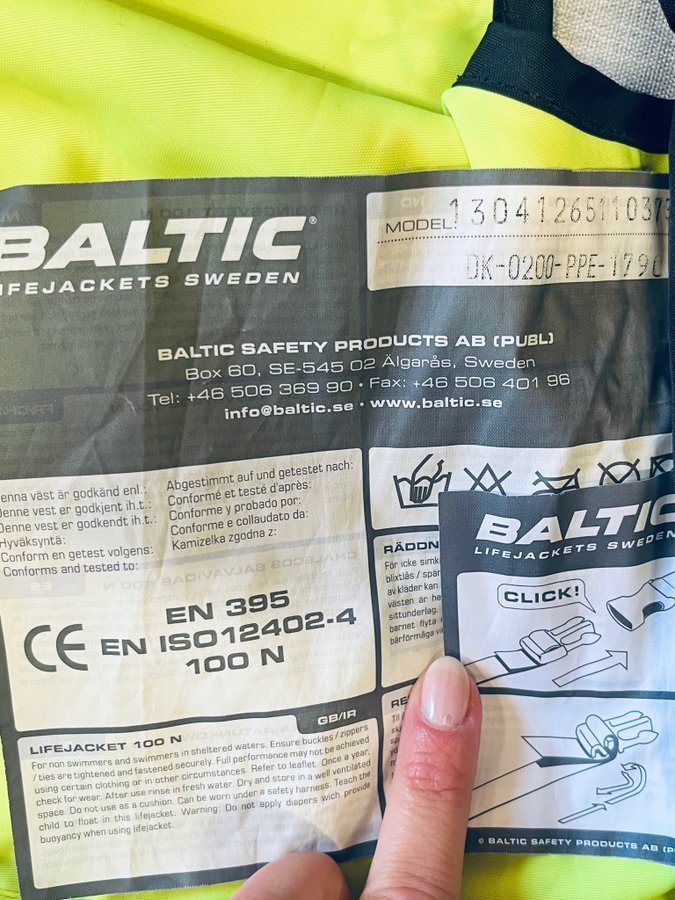 BALTIC®
LIFEJACKETS SWEDEN
MODEL: 1304126511037
DK-0200-PPE-1790
BALTIC SAFETY PRODUCTS AB (PUBL)
Box 60, SE-545 02 Älgarås, Sweden
Tel: +46 506 369 90 • Fax: +46 506 401 96
info@baltic.se • www.baltic.se
Denna väst är godkänd enl.:
Denne vest er godkjent ih.t.:
Denne vest er godkendt ih.t.:
Hyväksyntä:
Conform en getest volgens:
Conforms and tested to:
Abgestimmt auf und getestet nach:
Conformé et testé d'après:
Conforme y probado por:
Conforme e collaudato da:
Kamizelka zgodna z:
CE
EN 395
EN ISO12402-4
100 N
GB/IR
LIFEJACKET 100 N
For non swimmers and swimmers in sheltered waters. Ensure buckles / zippers
/ ties are tightened and fastened securely. Full performance may not be achieved
using certain clothing or in other circumstances. Refer to leaflet. Once a year,
check for wear. After use rinse in fresh water. Dry and store in a well ventilated
space. Do not use as a cushion. Can be worn under a safety harness. Teach the
child to float in this lifejacket. Warning: Do not apply diapers wich provide
buoyancy when using lifejacket.
RÄDDN
För icke simk
blixtlås / spän
av kläder kan
västen är he
sittunderlag.
barnet flyta i
bärförmåga vi
RE
BALTIC
LIFEJACKETS SWEDEN
CLICK!
© BALTIC SAFETY PRODUCTS AB (P